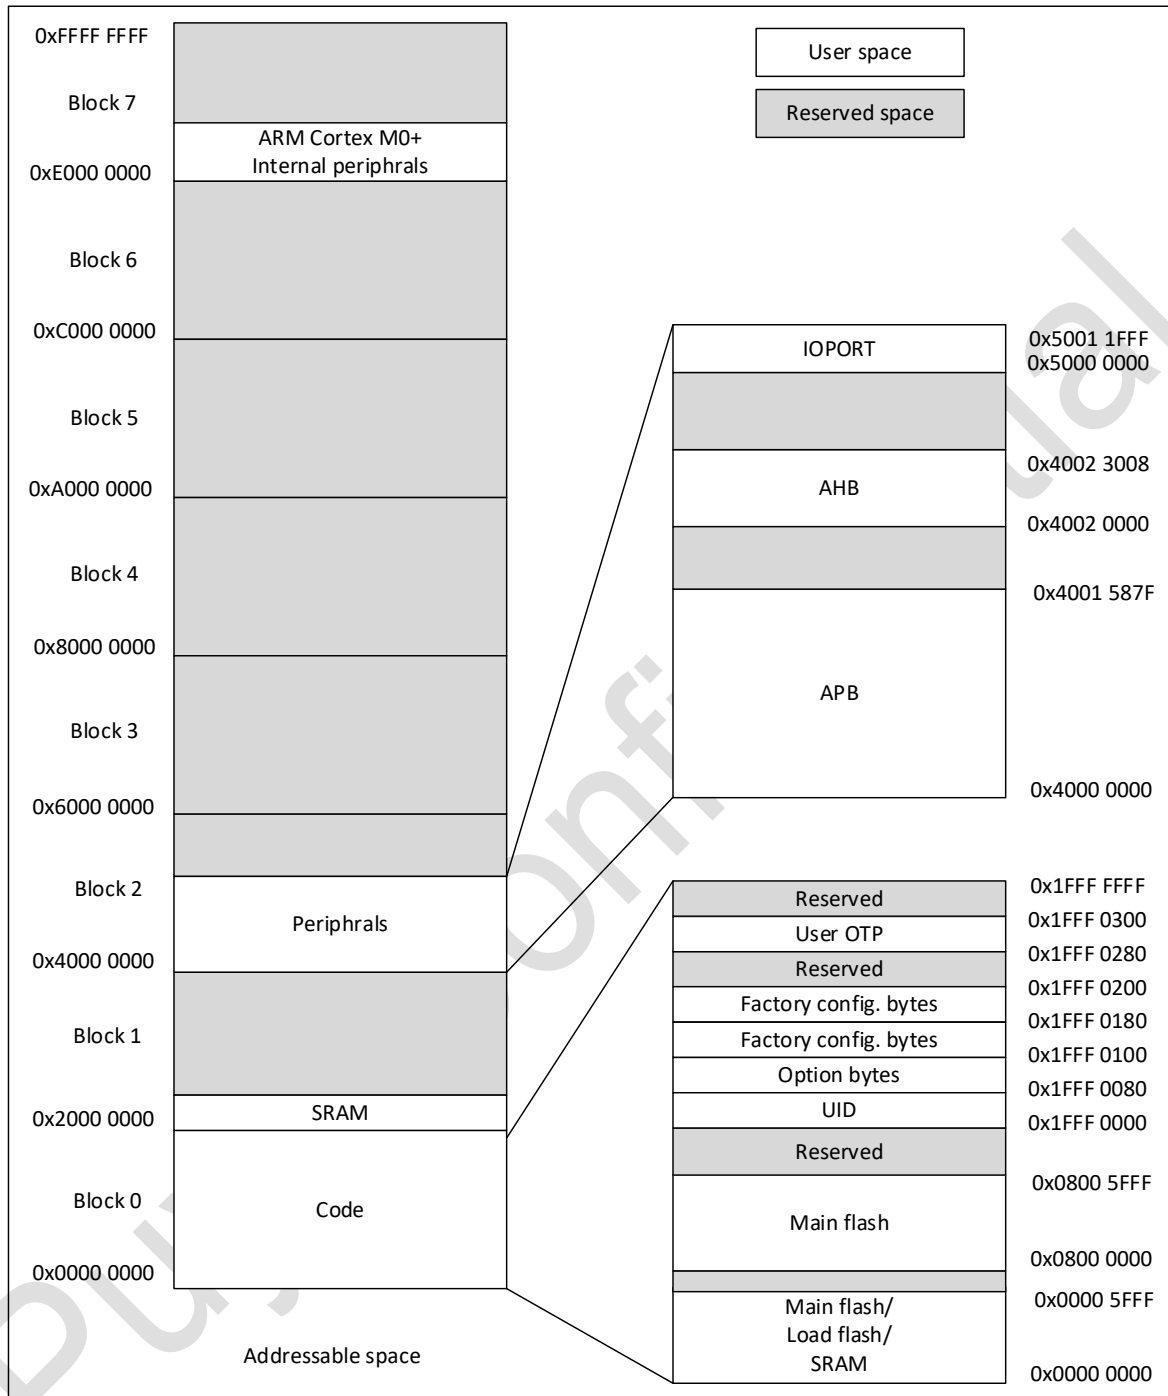 0xFFFF FFFF
Block 7
ARM Cortex M0+
Internal periphrals
0xE000 0000
Block 6
0xC000 0000
Block 5
0xA000 0000
Block 4
0x8000 0000
Block 3
0x6000 0000
Block 2
Periphrals
0x4000 0000
Block 1
0x2000 0000
SRAM
Block 0
Code
0x0000 0000
Addressable space
User space
Reserved space
IOPORT
0x5001 1FFF
0x5000 0000
0x4002 3008
AHB
0x4002 0000
0x4001 587F
APB
0x4000 0000
0x1FFF FFFF
Reserved
0x1FFF 0300
User OTP
0x1FFF 0280
Reserved
0x1FFF 0200
Factory config. bytes
0x1FFF 0180
Factory config. bytes
0x1FFF 0100
Option bytes
0x1FFF 0080
UID
0x1FFF 0000
Reserved
0x0800 5FFF
Main flash
0x0800 0000
0x0000 5FFF
Main flash/
Load flash/
SRAM
0x0000 0000